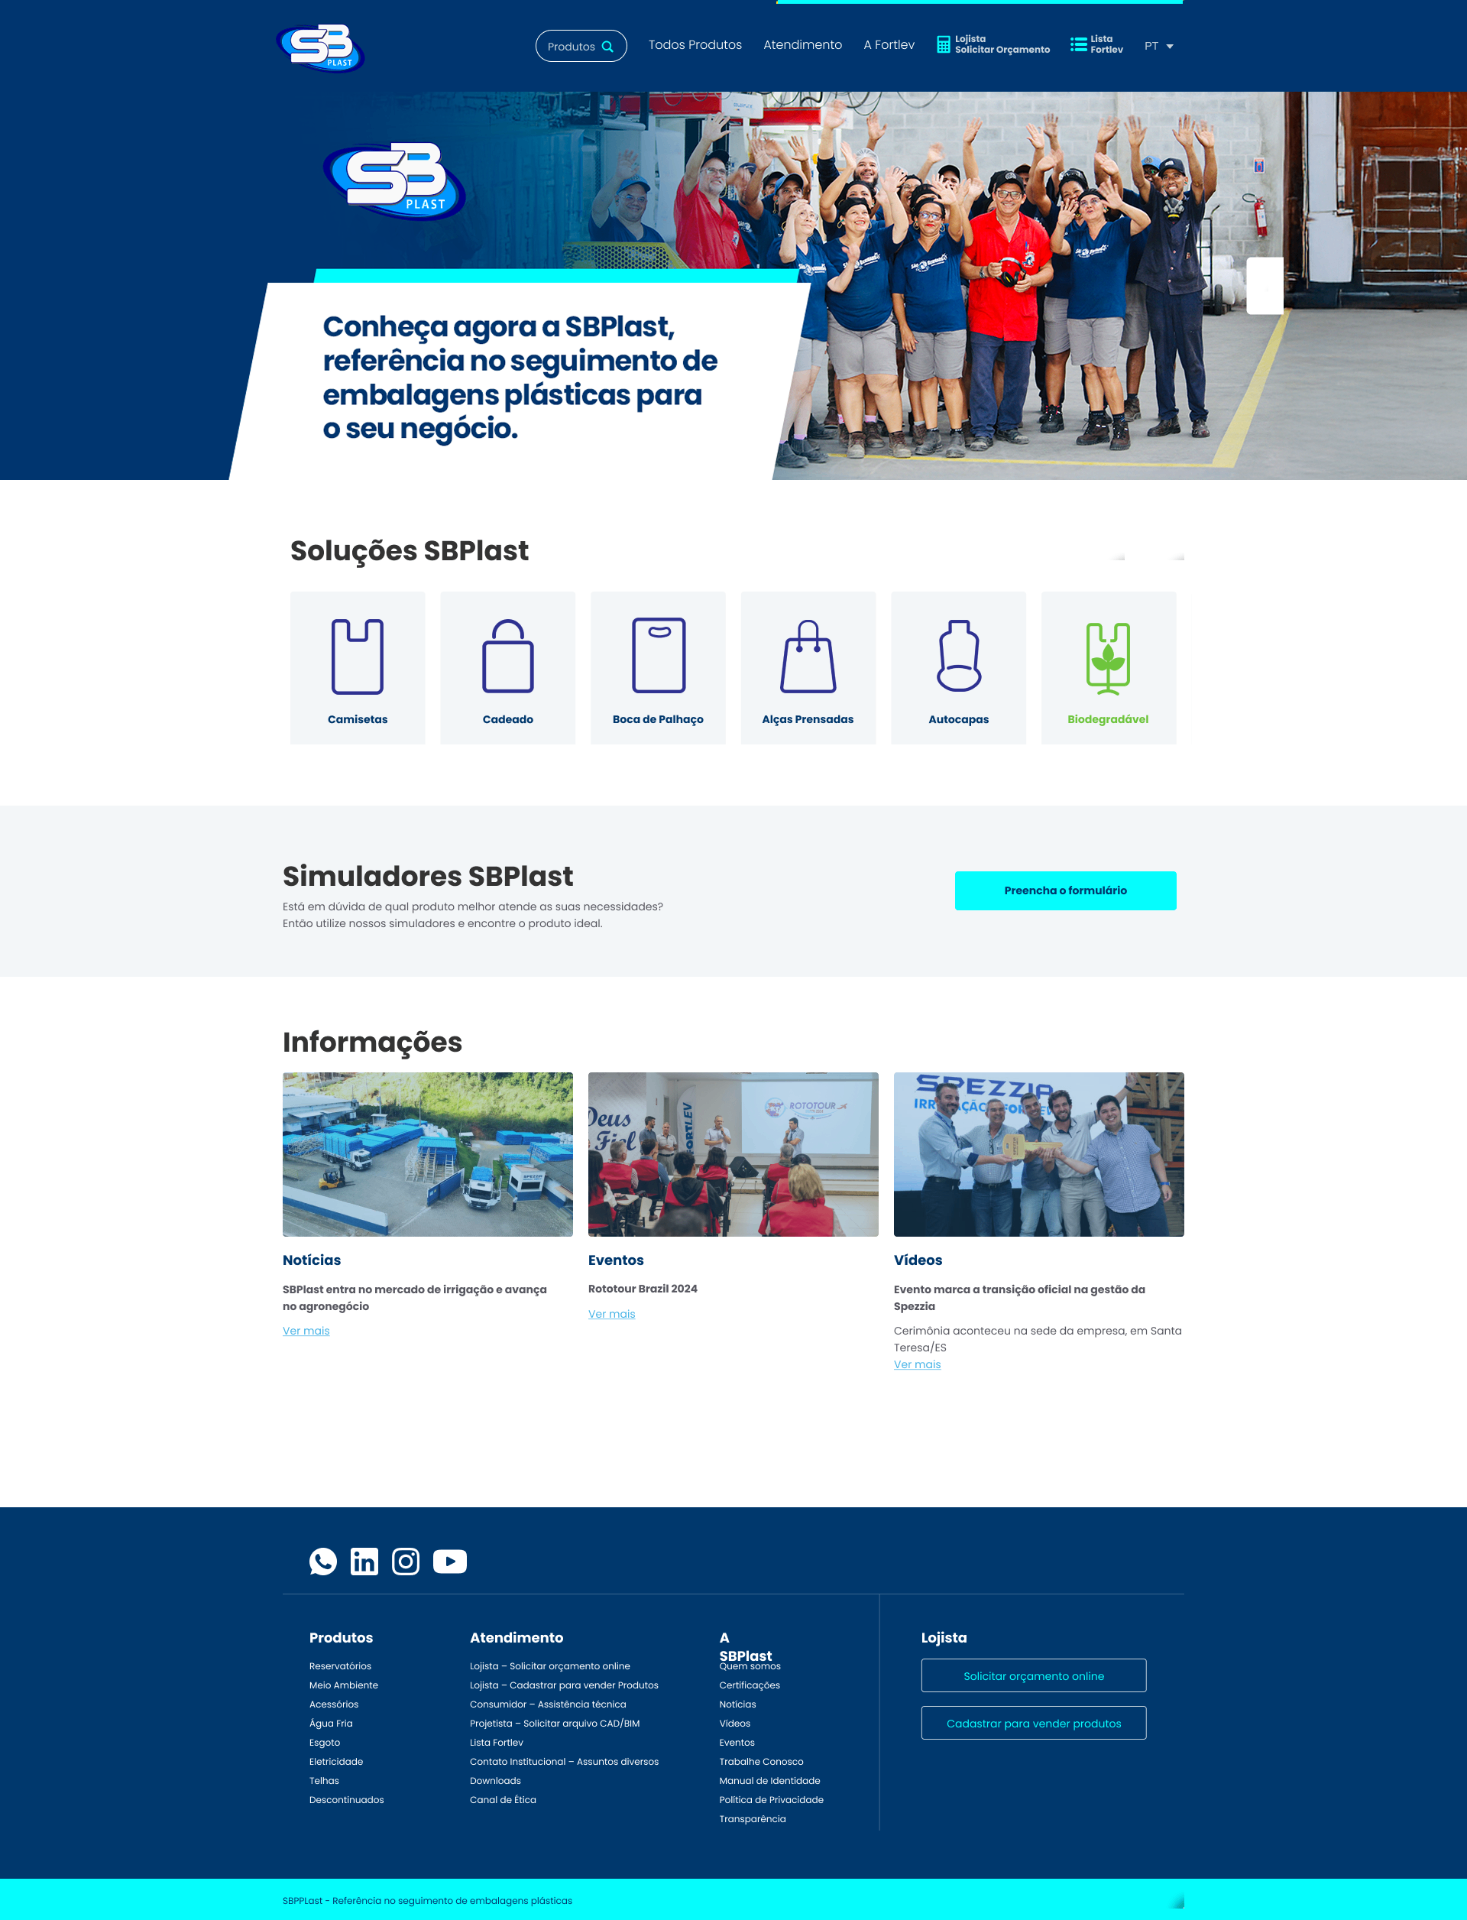 SB
PLAST
Produtos
Todos Produtos
Atendimento
A Fortlev
Lojista
Solicitar Orçamento
Lista
Fortlev
PT
SB
PLAST
Conheça agora a SBPlast,
referência no seguimento de
embalagens plásticas para
o seu negócio.
Soluções SBPlast
Camisetas
Cadeado
Boca de Palhaço
Alças Prensadas
Autocapas
Biodegradável
Simuladores SBPlast
Está em dúvida de qual produto melhor atende as suas necessidades?
Então utilize nossos simuladores e encontre o produto ideal.
Preencha o formulário
Informações
Deus
Fiel
FORTLEV
ROTOTOUR
SPEZZIA
Notícias
SBPlast entra no mercado de irrigação e avança
no agronegócio
Ver mais
Eventos
Rototour Brazil 2024
Ver mais
Vídeos
Evento marca a transição oficial na gestão da
Spezzia
Cerimônia aconteceu na sede da empresa, em Santa
Teresa/ES
Ver mais
Produtos
Reservatórios
Meio Ambiente
Acessórios
Água Fria
Esgoto
Eletricidade
Telhas
Descontinuados
Atendimento
Lojista – Solicitar orçamento online
Lojista – Cadastrar para vender Produtos
Consumidor – Assistência técnica
Projetista – Solicitar arquivo CAD/BIM
Lista Fortlev
Contato Institucional – Assuntos diversos
Downloads
Canal de Ética
A
SBPlast
Quem somos
Certificações
Notícias
Vídeos
Eventos
Trabalhe Conosco
Manual de Identidade
Política de Privacidade
Transparência
Lojista
Solicitar orçamento online
Cadastrar para vender produtos
SBPPLast - Referência no seguimento de embalagens plásticas